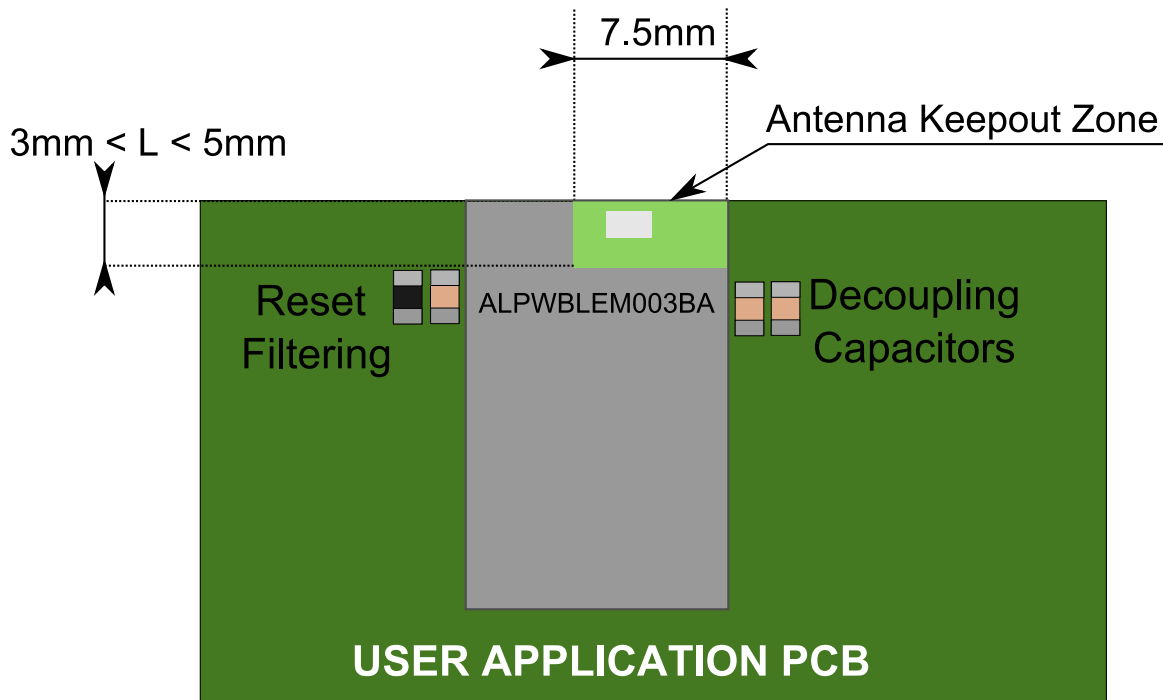 7.5mm
Antenna Keepout Zone
3mm < L < 5mm
Reset
Filtering
ALPWBLEM003BA
Decoupling
Capacitors
USER APPLICATION PCB